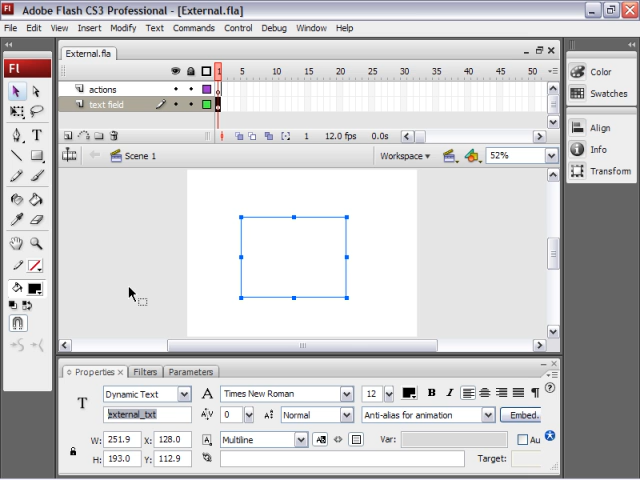 Adobe Flash CS3 Professional - [External.fla]
File Edit View Insert Modify Text Commands Control Debug Window Help
External.fla
1 5 10 15 20 25 30 35 40 45 50
actions
text field
1 12.0 fps 0.0s
Scene 1 Workspace 52%
Fl
Color
Swatches
Align
Info
Transform
Properties Filters Parameters
T Dynamic Text A Times New Roman 12 B I
external_txt A|V 0 Normal Anti-alias for animation Embed.
W: 251.9 X: 128.0 Multiline Var: Au
H: 193.0 Y: 112.9 Target: